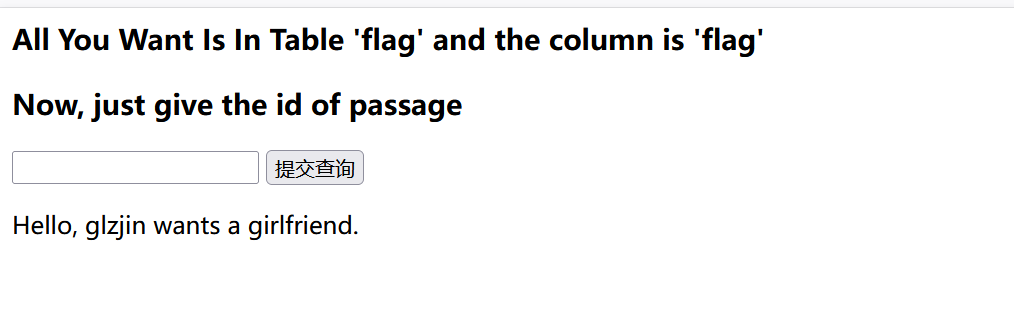 All You Want Is In Table 'flag' and the column is 'flag'
Now, just give the id of passage
提交查询
Hello, glzjin wants a girlfriend.